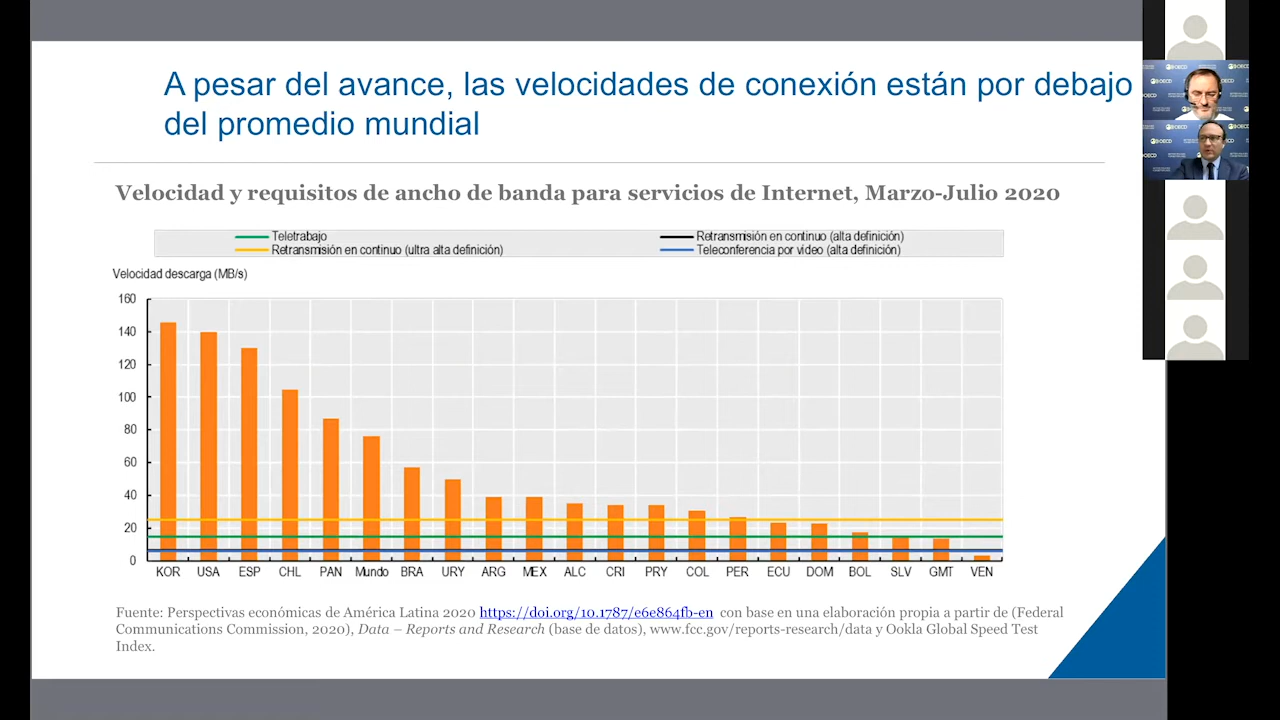 A pesar del avance, las velocidades de conexión están por debajo
del promedio mundial
Velocidad y requisitos de ancho de banda para servicios de Internet, Marzo-Julio 2020
Teletrabajo
Retransmisión en continuo (alta definición)
Retransmisión en continuo (ultra alta definición)
Teleconferencia por video (alta definición)
Velocidad descarga (MB/s)
160
140
120
100
80
60
40
20
0
KOR USA ESP CHL PAN Mundo BRA URY ARG MEX ALC CRI PRY COL PER ECU DOM BOL SLV GMT VEN
Fuente: Perspectivas económicas de América Latina 2020 https://doi.org/10.1787/e6e864fb-en con base en una elaboración propia a partir de (Federal
Communications Commission, 2020), Data – Reports and Research (base de datos), www.fcc.gov/reports-research/data y Ookla Global Speed Test
Index.
OECD
OECD